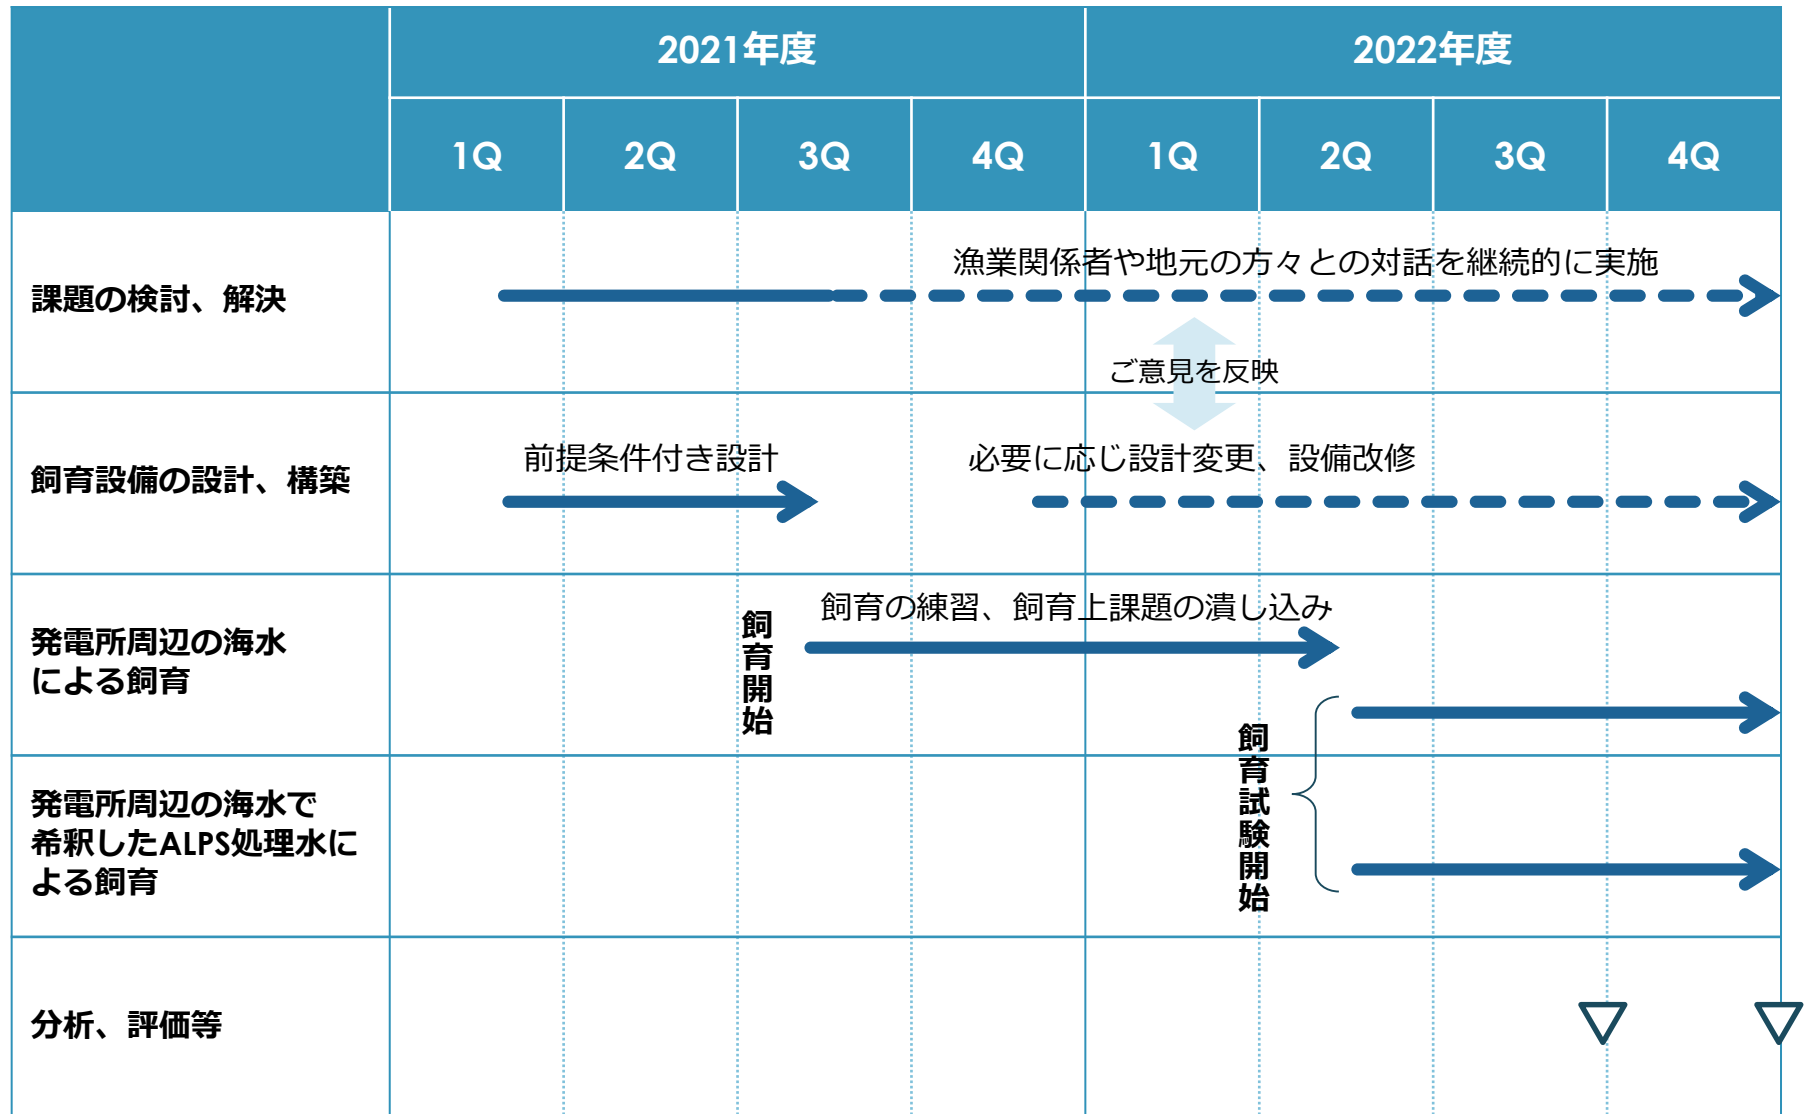 2021年度
2022年度
1Q
2Q
3Q
4Q
1Q
2Q
3Q
4Q
課題の検討、解決
漁業関係者や地元の方々との対話を継続的に実施
ご意見を反映
飼育設備の設計、構築
前提条件付き設計
必要に応じ設計変更、設備改修
発電所周辺の海水
による飼育
飼育開始
飼育の練習、飼育上課題の潰し込み
飼育試験開始
発電所周辺の海水で
希釈したALPS処理水に
よる飼育
分析、評価等